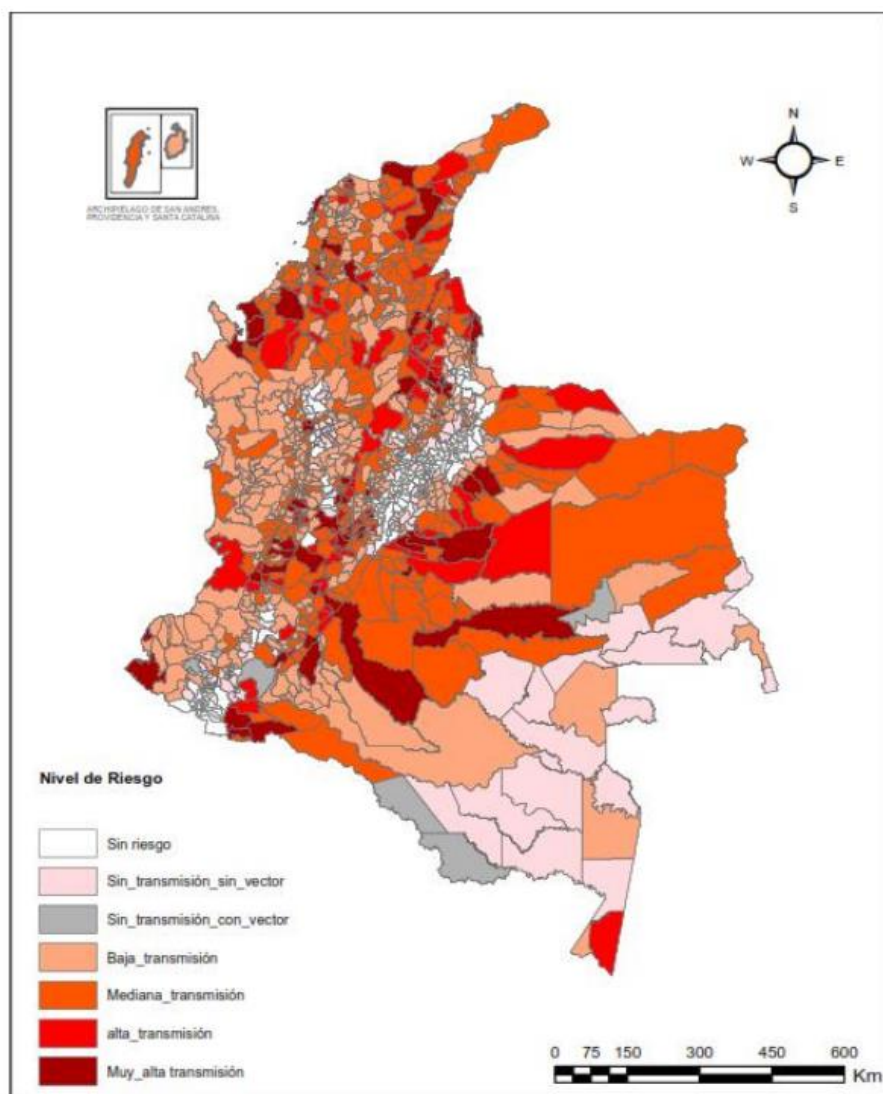 N
W
E
S
ARCHIPIÉLAGO DE SAN ANDRES,
PROVIDENCIA Y SANTA CATALINA
Nivel de Riesgo
Sin riesgo
Sin_transmisión_sin_vector
Sin_transmisión_con_vector
Baja_transmisión
Mediana_transmisión
alta_transmisión
Muy_alta transmisión
0 75 150 300 450 600
Km